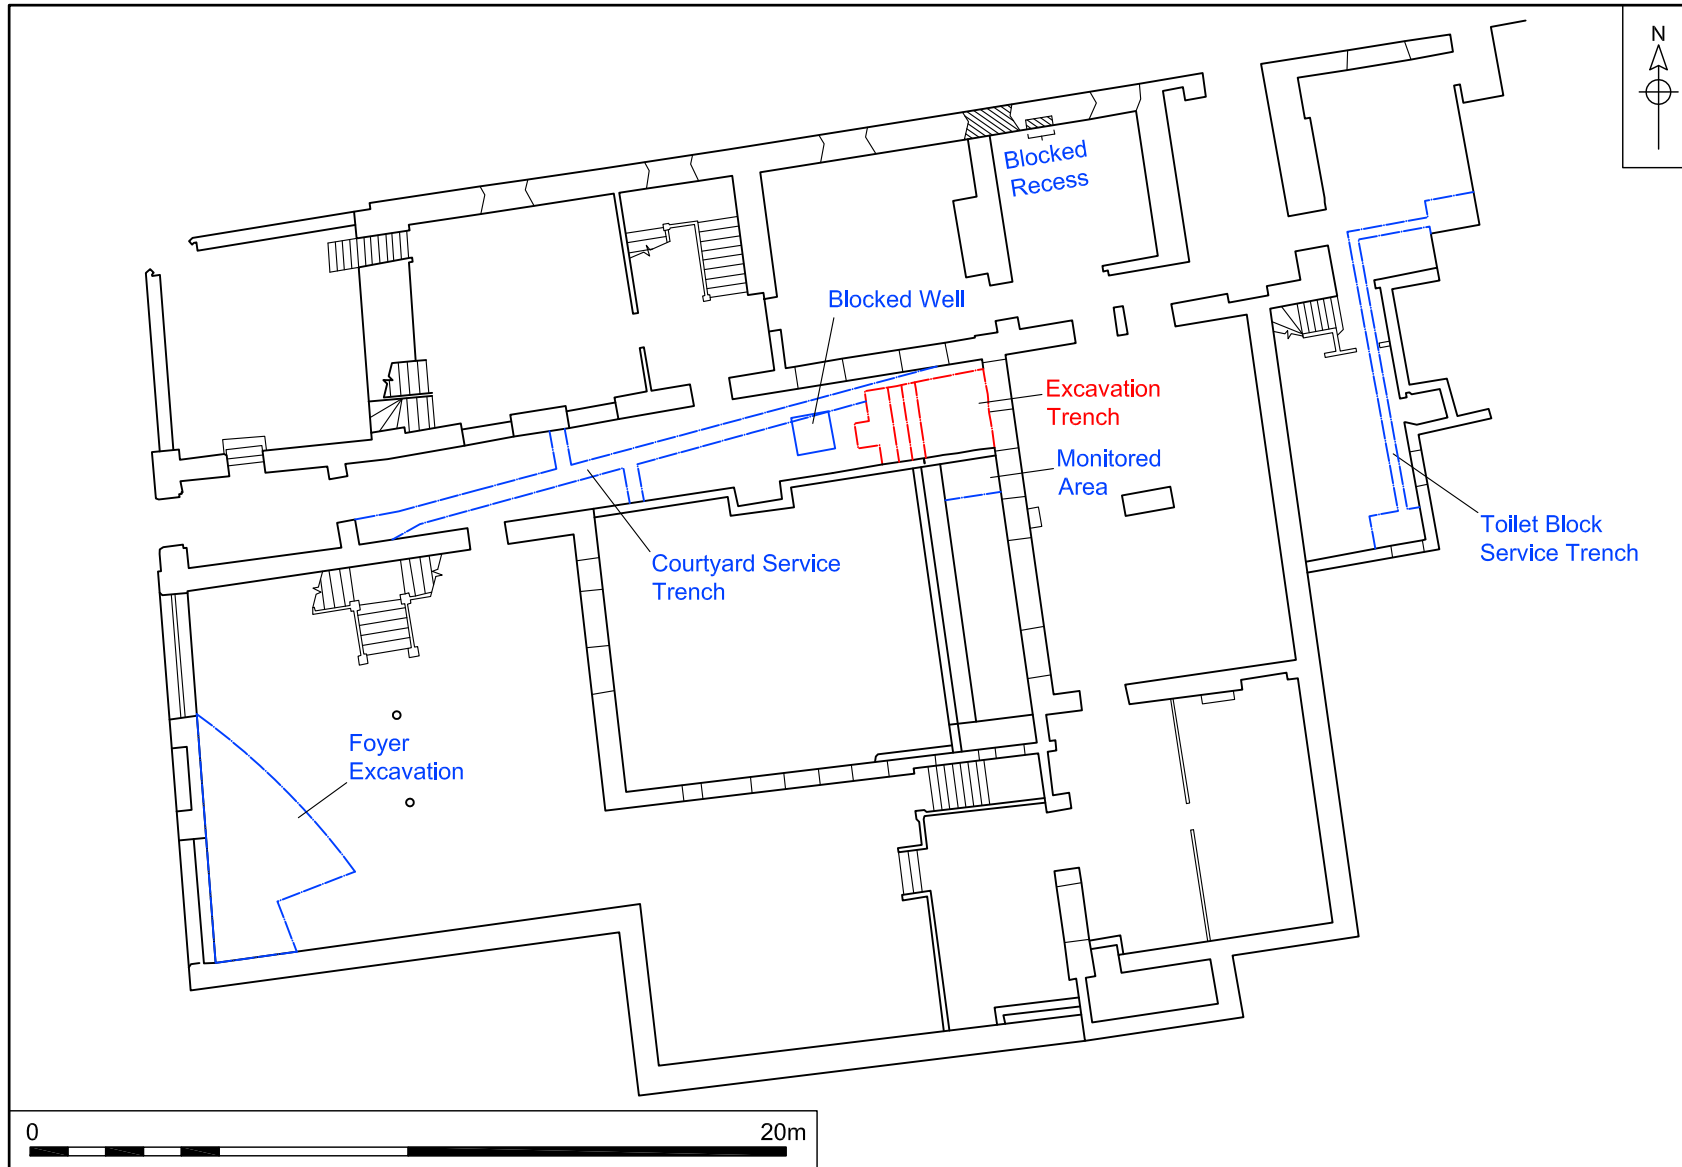 N
Blocked
Recess
Blocked Well
Excavation
Trench
Monitored
Area
Toilet Block
Service Trench
Courtyard Service
Trench
Foyer
Excavation
0
20m